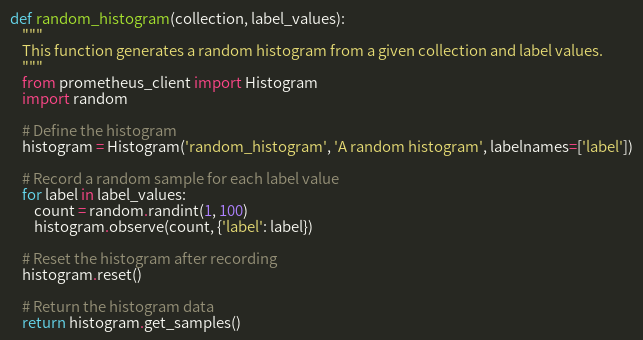 def random_histogram(collection, label_values):
"""
This function generates a random histogram from a given collection and label values.
"""
from prometheus_client import Histogram
import random
# Define the histogram
histogram = Histogram('random_histogram', 'A random histogram', labelnames=['label'])
# Record a random sample for each label value
for label in label_values:
count = random.randint(1, 100)
histogram.observe(count, {'label': label})
# Reset the histogram after recording
histogram.reset()
# Return the histogram data
return histogram.get_samples()